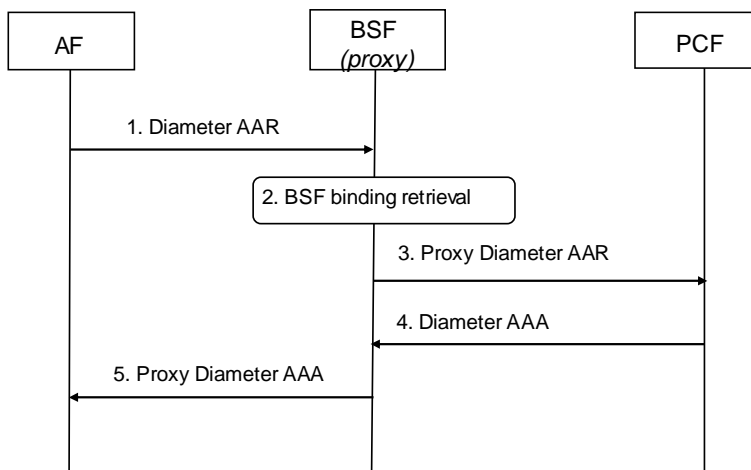 AF
BSF
(proxy)
PCF
1. Diameter AAR
2. BSF binding retrieval
3. Proxy Diameter AAR
4. Diameter AAA
5. Proxy Diameter AAA